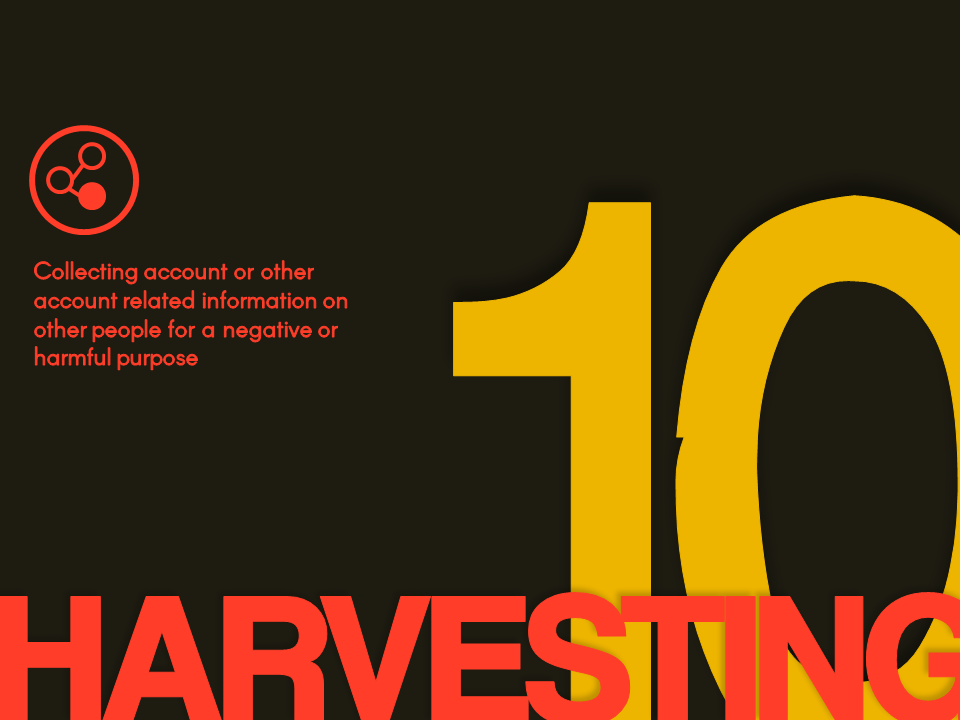 Collecting account or other
account related information on
other people for a negative or
harmful purpose
10
HARVESTING